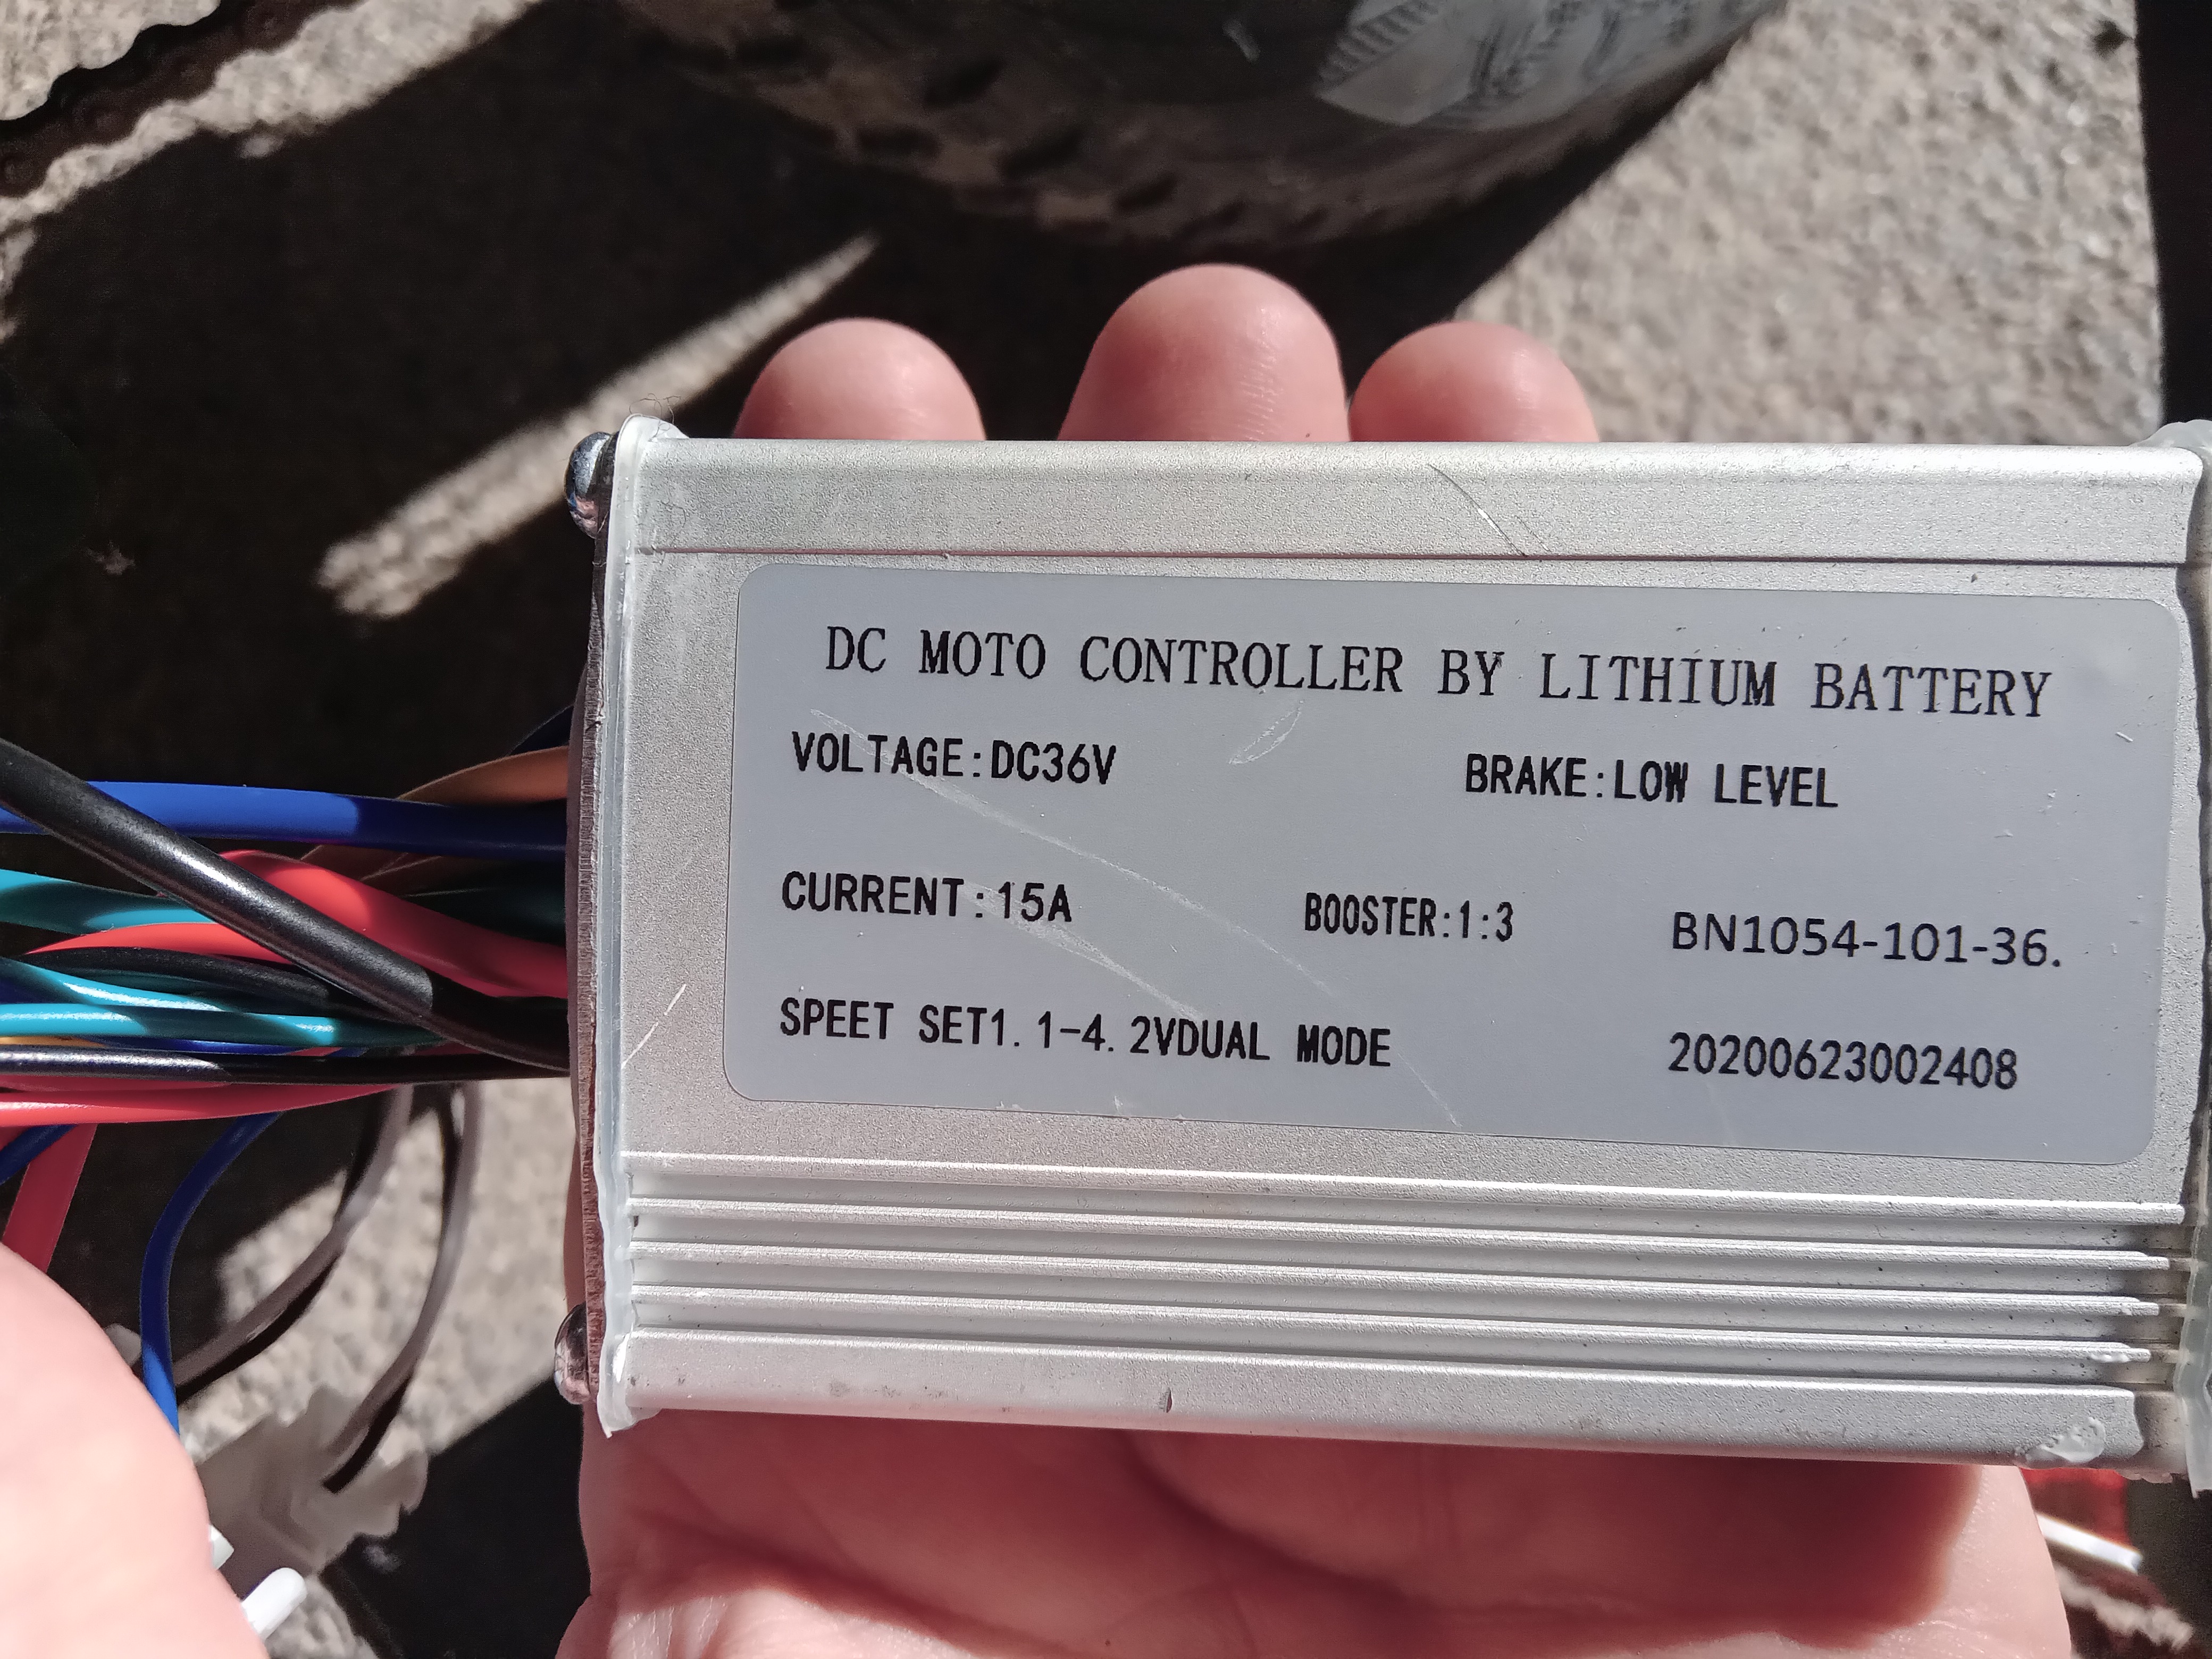 DC MOTO CONTROLLER BY LITHIUM BATTERY
VOLTAGE:DC36V BRAKE:LOW LEVEL
CURRENT:15A BOOSTER:1:3 BN1054-101-36.
SPEET SET1.1-4.2VDUAL MODE 20200623002408